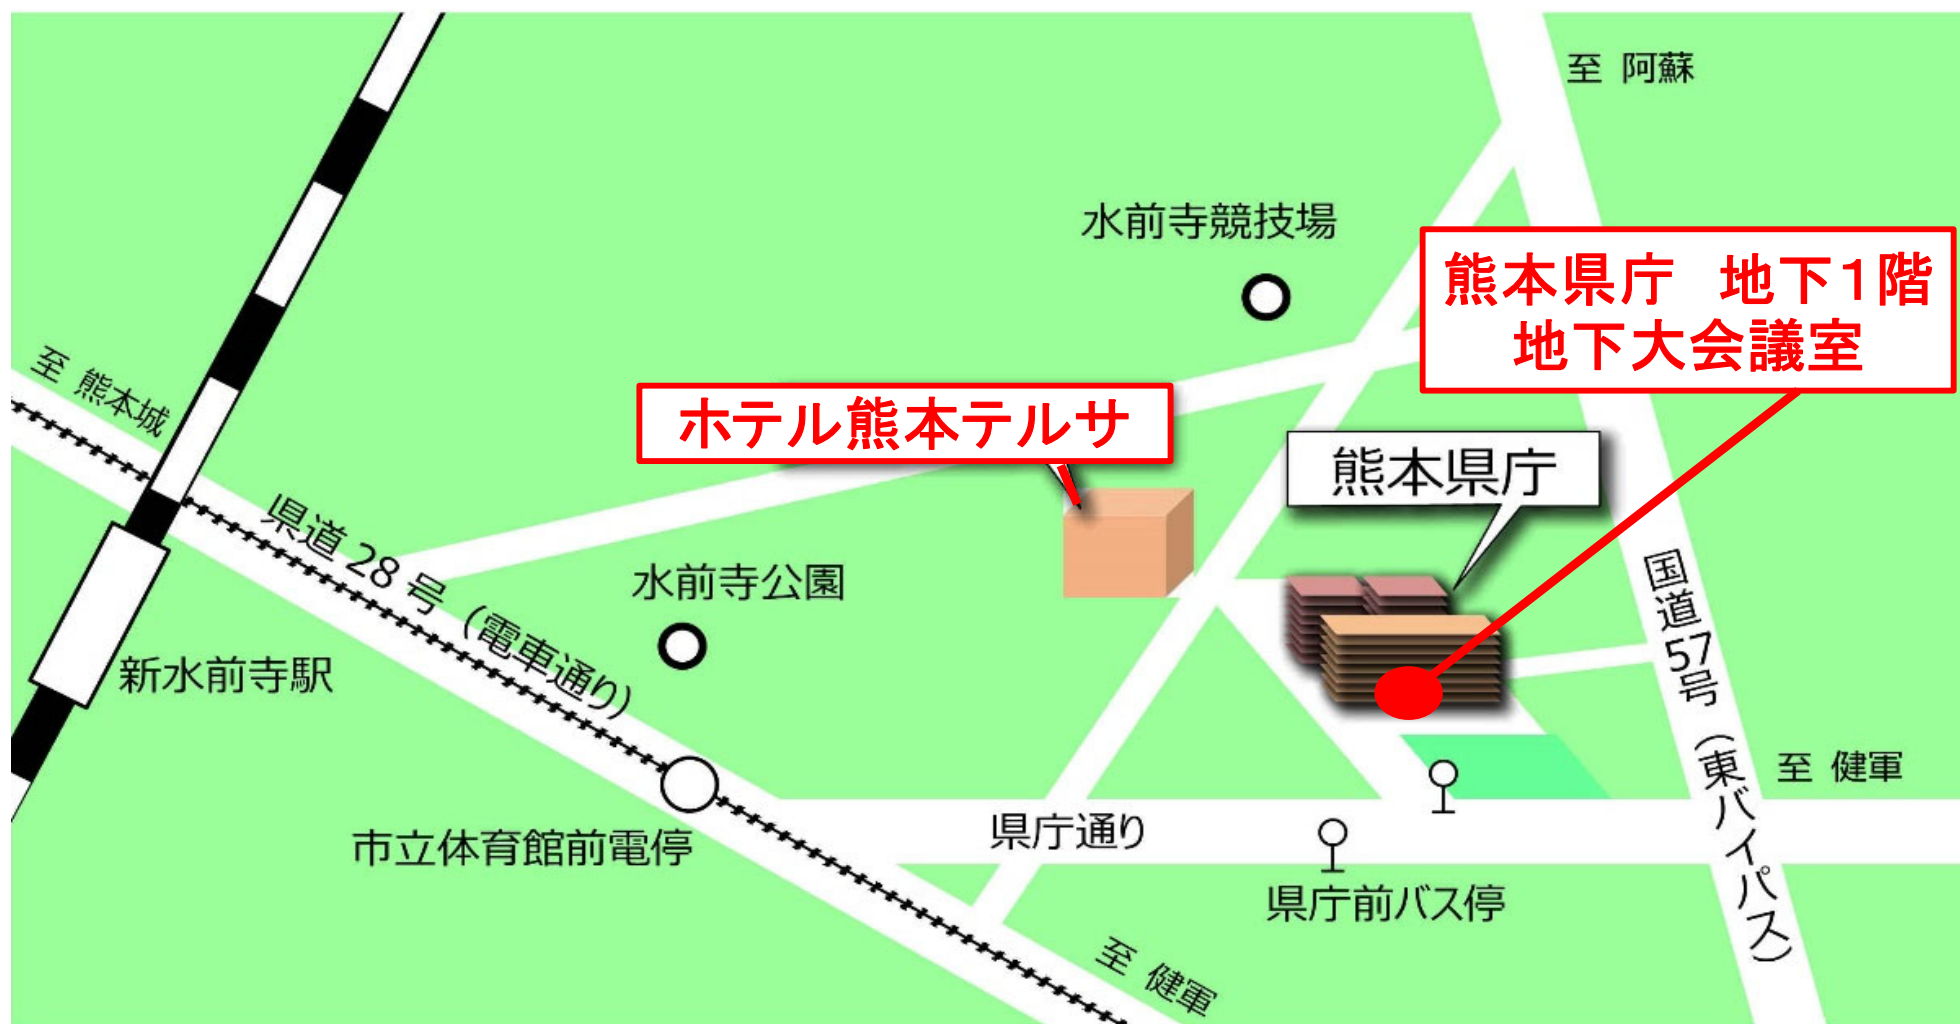 至 阿蘇
水前寺競技場
熊本県庁 地下1階
地下大会議室
至 熊本城
ホテル熊本テルサ
熊本県庁
県道 28 号（電車通り）
水前寺公園
国道57号（東バイパス）
新水前寺駅
至 健軍
市立体育館前電停
県庁通り
県庁前バス停
至 健軍